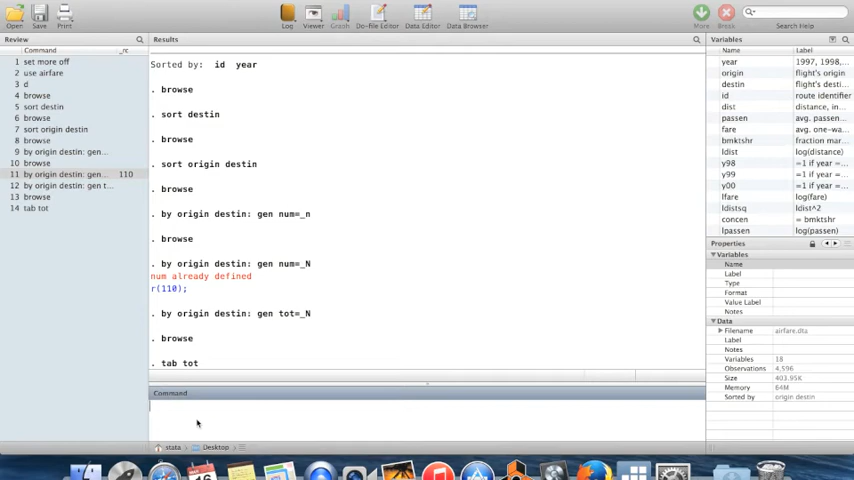 Open
Save
Print
Log
Viewer
Graph
Do-file Editor
Data Editor
Data Browser
More
Break
Search Help
Review
Results
Variables
Command
_rc
1 set more off
2 use airfare
3 d
4 browse
5 sort destin
6 browse
7 sort origin destin
8 browse
9 by origin destin: gen...
10 browse
11 by origin destin: gen... 110
12 by origin destin: gen t...
13 browse
14 tab tot
Sorted by: id year
. browse
. sort destin
. browse
. sort origin destin
. browse
. by origin destin: gen num=_n
. browse
. by origin destin: gen num=_N
num already defined
r(110);
. by origin destin: gen tot=_N
. browse
. tab tot
Command
stata
Desktop
Name Label
year 1997, 1998,...
origin flight's origin
destin flight's desti...
id route identifier
dist distance, in...
passen avg. passen...
fare avg. one-wa...
bmktshr fraction mar...
ldist log(distance)
y98 =1 if year =...
y99 =1 if year =...
y00 =1 if year =...
lfare log(fare)
ldistsq ldist^2
concen = bmktshr
lpassen log(passen)
Properties
Variables
Name
Label
Type
Format
Value Label
Notes
Data
Filename airfare.dta
Label
Notes
Variables 18
Observations 4,596
Size 403.95K
Memory 64M
Sorted by origin destin